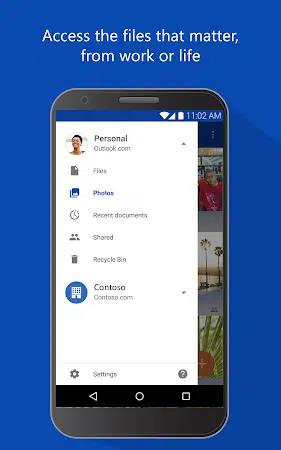 Access the files that matter,
from work or life
11:02 AM
Personal
Outlook.com
Files
Photos
Recent documents
Shared
Recycle Bin
Contoso
Contoso.com
Settings